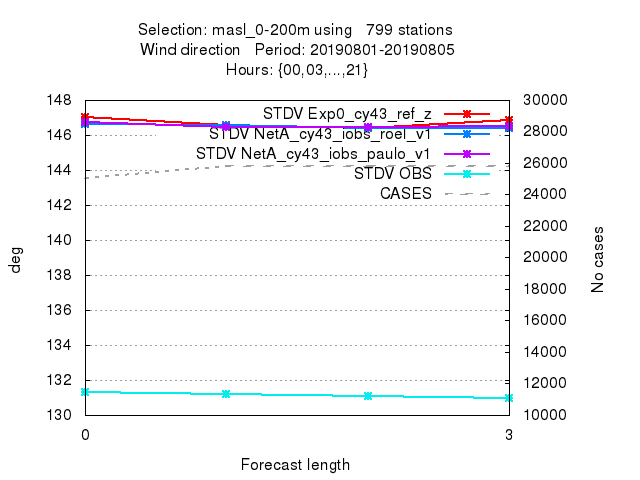 Selection: masl_0-200m using   799 stations
Wind direction   Period: 20190801-20190805
Hours: {00,03,...,21}
148
146
144
142
140
138
136
134
132
130
deg
STDV Exp0_cy43_ref_z
STDV NetA_cy43_iobs_roel_v1
STDV NetA_cy43_iobs_paulo_v1
STDV OBS
CASES
30000
28000
26000
24000
22000
20000
18000
16000
14000
12000
10000
No cases
0
3
Forecast length